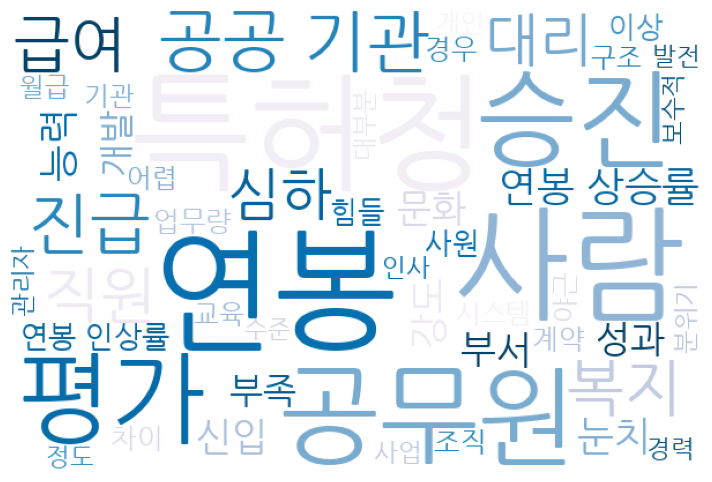 급여 공공 기관 개인 대리 이상
경우 구조 발전
월급 기관 특허청 대부분 승진 보수적
능력 개발 어렵
진급 심하 힘들 문화 연봉 상승률
업무량 사원 사람
관리자 직원 연봉 인사 강도 시스템 야근 분위기
교육 수준
연봉 인상률 계약 부서 성과
평가 부족 공무원 복지
차이 신입 조직 눈치
정도 사업 경력